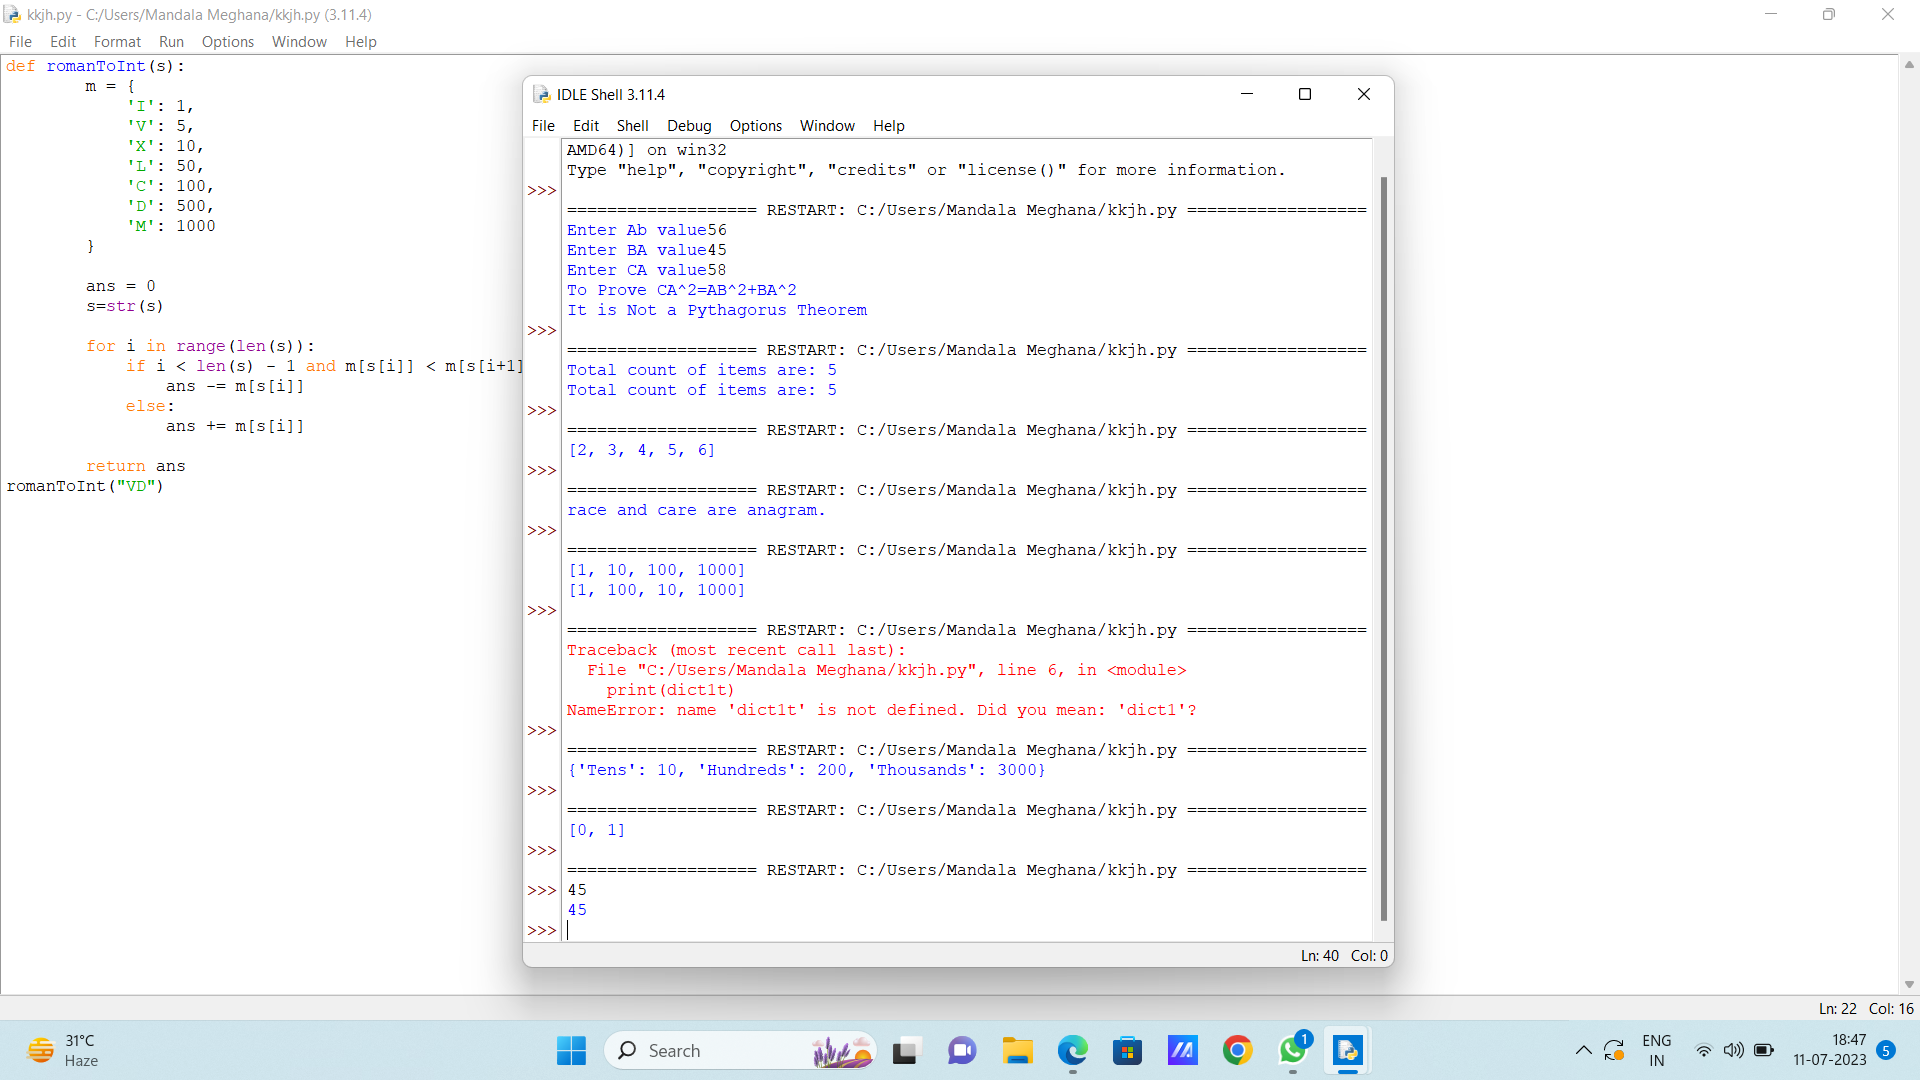 kkjh.py - C:/Users/Mandala Meghana/kkjh.py (3.11.4)
File Edit Format Run Options Window Help
def romanToInt(s):
m = {
'I': 1,
'V': 5,
'X': 10,
'L': 50,
'C': 100,
'D': 500,
'M': 1000
}
ans = 0
s=str(s)
for i in range(len(s)):
if i < len(s) - 1 and m[s[i]] < m[s[i+1]
ans -= m[s[i]]
else:
ans += m[s[i]]
return ans
romanToInt("VD")
IDLE Shell 3.11.4
File Edit Shell Debug Options Window Help
AMD64)] on win32
Type "help", "copyright", "credits" or "license()" for more information.
>>>
=================== RESTART: C:/Users/Mandala Meghana/kkjh.py ==================
Enter Ab value56
Enter BA value45
Enter CA value58
To Prove CA^2=AB^2+BA^2
It is Not a Pythagorus Theorem
>>>
=================== RESTART: C:/Users/Mandala Meghana/kkjh.py ==================
Total count of items are: 5
Total count of items are: 5
>>>
=================== RESTART: C:/Users/Mandala Meghana/kkjh.py ==================
[2, 3, 4, 5, 6]
>>>
=================== RESTART: C:/Users/Mandala Meghana/kkjh.py ==================
race and care are anagram.
>>>
=================== RESTART: C:/Users/Mandala Meghana/kkjh.py ==================
[1, 10, 100, 1000]
[1, 100, 10, 1000]
>>>
=================== RESTART: C:/Users/Mandala Meghana/kkjh.py ==================
Traceback (most recent call last):
File "C:/Users/Mandala Meghana/kkjh.py", line 6, in <module>
print(dict1t)
NameError: name 'dict1t' is not defined. Did you mean: 'dict1'?
>>>
=================== RESTART: C:/Users/Mandala Meghana/kkjh.py ==================
{'Tens': 10, 'Hundreds': 200, 'Thousands': 3000}
>>>
=================== RESTART: C:/Users/Mandala Meghana/kkjh.py ==================
[0, 1]
>>>
=================== RESTART: C:/Users/Mandala Meghana/kkjh.py ==================
>>> 45
45
>>>
Ln: 40 Col: 0
Ln: 22 Col: 16
31°C
Haze
Search
1
ENG
IN
18:47
11-07-2023
5